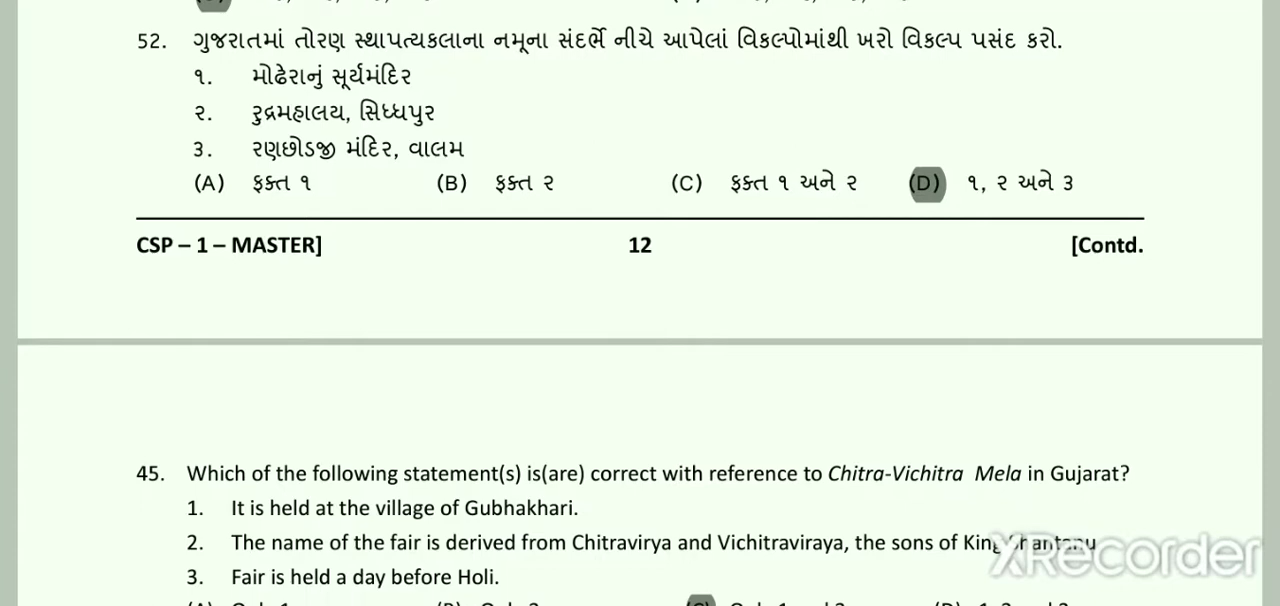 52. ગુજરાતમાં તોરણ સ્થાપત્યકલાના નમૂના સંદર્ભે નીચે આપેલાં વિકલ્પોમાંથી ખરો વિકલ્પ પસંદ કરો.
૧. મોઢેરાનું સૂર્યમંદિર
૨. રુદ્રમહાલય, સિધ્ધપુર
૩. રણછોડજી મંદિર, વાલમ
(A) ફક્ત ૧ (B) ફક્ત ૨ (C) ફક્ત ૧ અને ૨ (D) ૧, ૨ અને ૩
CSP – 1 – MASTER] 12 [Contd.
45. Which of the following statement(s) is(are) correct with reference to Chitra-Vichitra Mela in Gujarat?
1. It is held at the village of Gubhakhari.
2. The name of the fair is derived from Chitravirya and Vichitraviraya, the sons of King Shantanu
3. Fair is held a day before Holi.
XRecorder